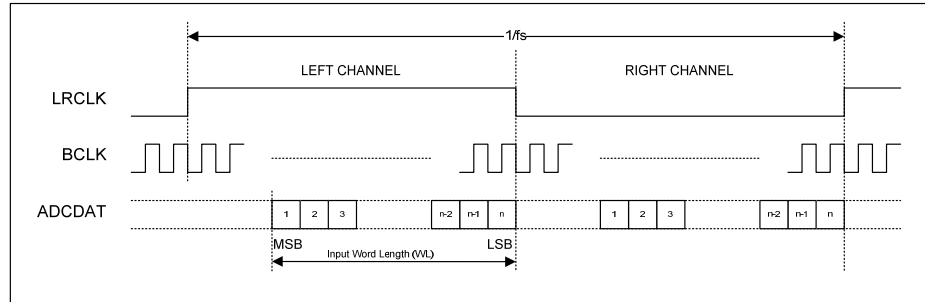 1/fs
LEFT CHANNEL RIGHT CHANNEL
LRCLK
BCLK
ADCDAT 1 2 3 n-2 n-1 n 1 2 3 n-2 n-1 n
MSB LSB
Input Word Length (WL)